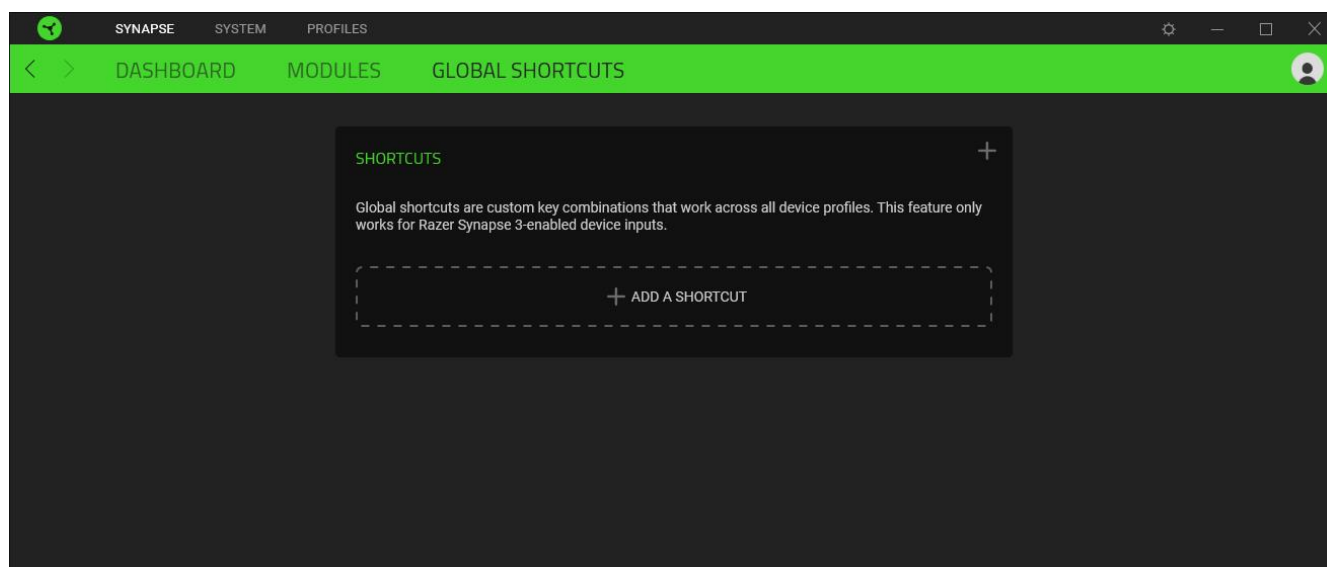 SYNAPSE SYSTEM PROFILES
DASHBOARD MODULES GLOBAL SHORTCUTS
SHORTCUTS
Global shortcuts are custom key combinations that work across all device profiles. This feature only
works for Razer Synapse 3-enabled device inputs.
ADD A SHORTCUT